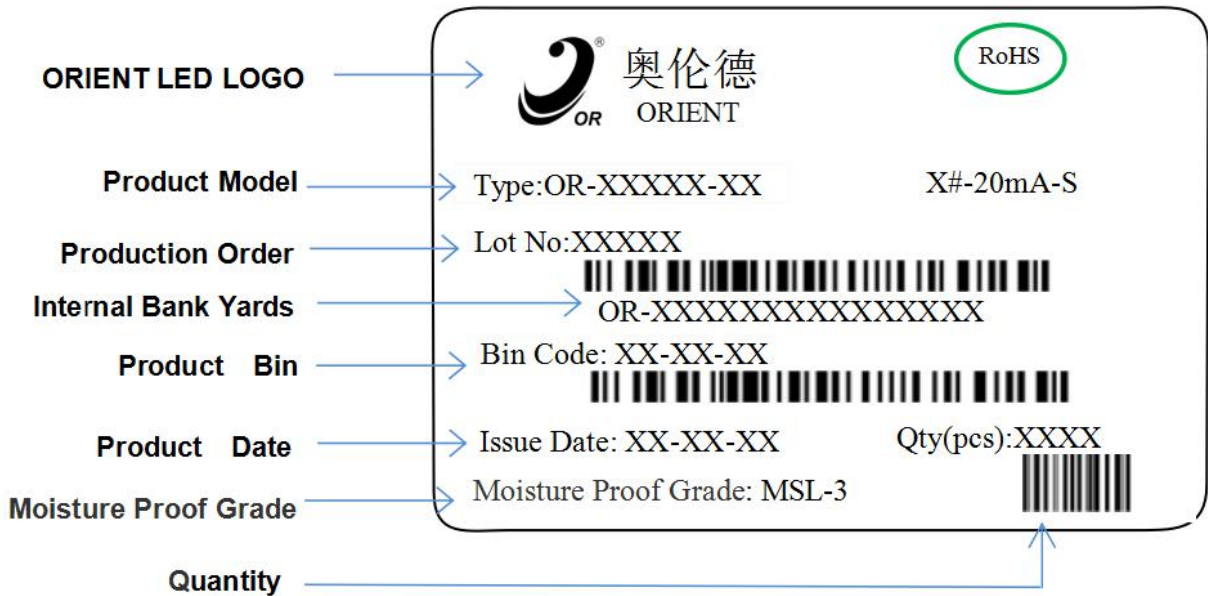 ORIENT LED LOGO
®
OR
奥伦德
ORIENT
RoHS
Product Model
Type:OR-XXXXX-XX
X#-20mA-S
Production Order
Lot No:XXXXX
Internal Bank Yards
OR-XXXXXXXXXXXXXXX
Product Bin
Bin Code: XX-XX-XX
Product Date
Issue Date: XX-XX-XX
Qty(pcs):XXXX
Moisture Proof Grade
Moisture Proof Grade: MSL-3
Quantity